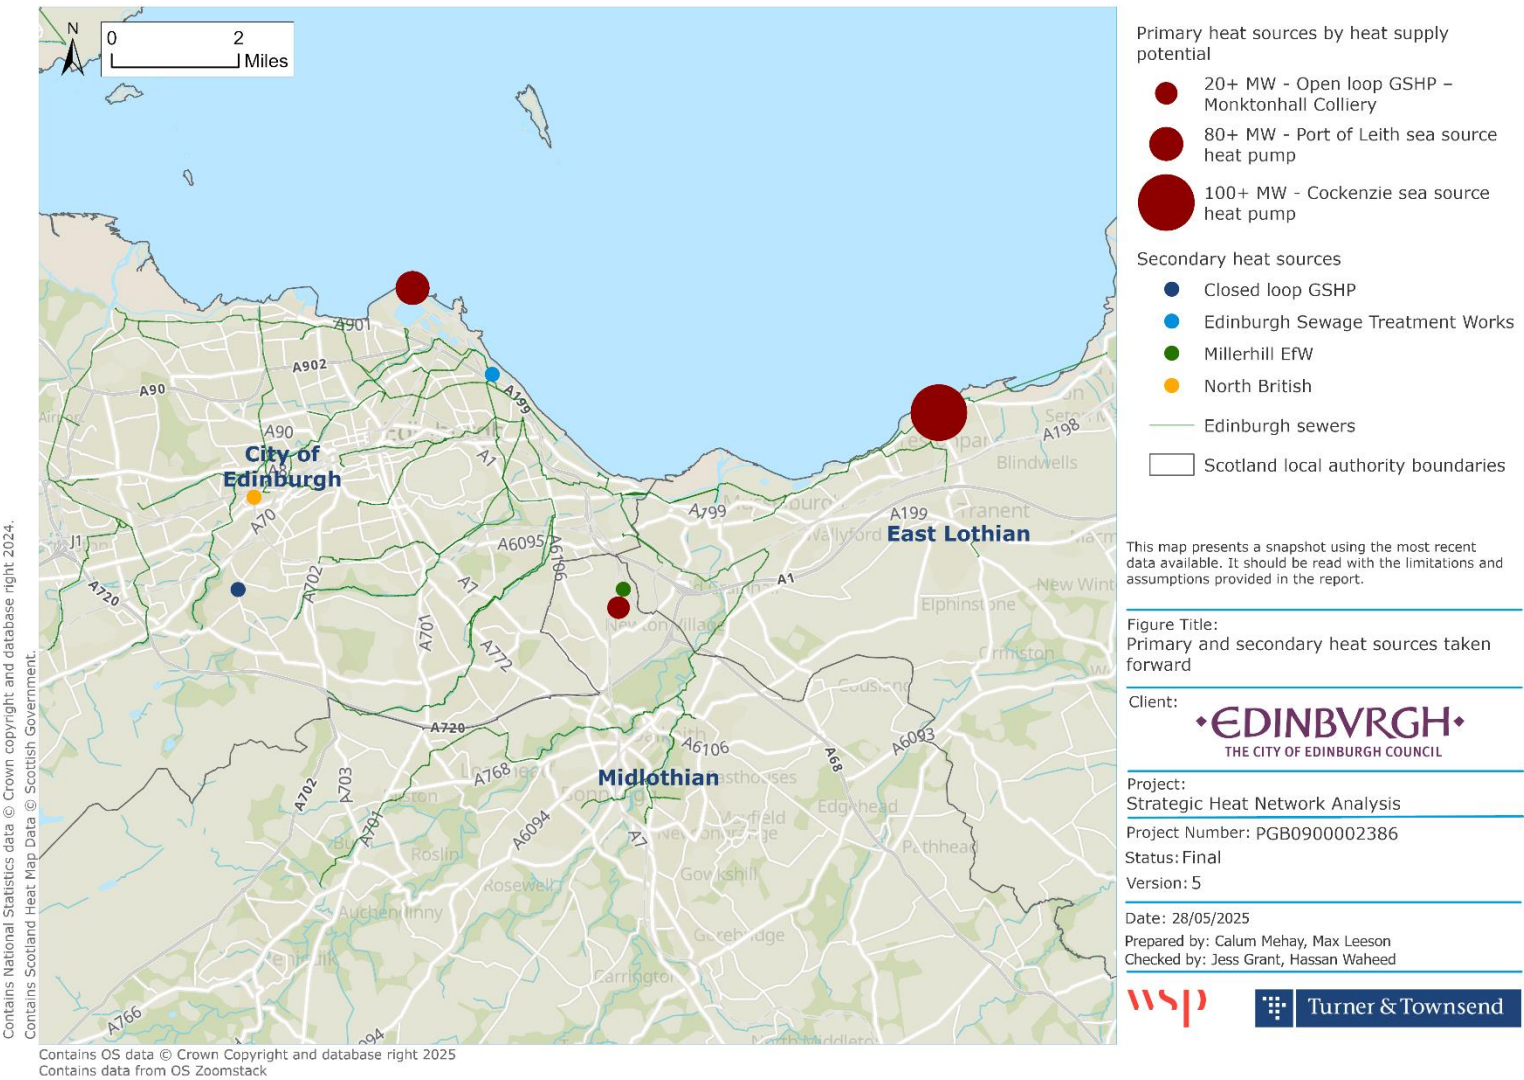 N
0 2
Miles
A901
A902
A90
A90
A199
A1
City of
Edinburgh
A8
A70
J1
A720
A702
A6095
A6106
A7
A701
A772
A720
A799
Wallyford
A199
Tranent
East Lothian
A198
Blindwells
A1
New Wint
Elphinstone
Ormiston
Cousland
A6093
A6106
A68
Midlothian
A768
A702
A703
A701
A6094
A7
Roslin
Rosewell
Edgehead
Pathhead
Gowkshill
Auchendinny
Gorebridge
Carrington
A766
North Middleto
Primary heat sources by heat supply
potential
20+ MW - Open loop GSHP –
Monktonhall Colliery
80+ MW - Port of Leith sea source
heat pump
100+ MW - Cockenzie sea source
heat pump
Secondary heat sources
Closed loop GSHP
Edinburgh Sewage Treatment Works
Millerhill EfW
North British
Edinburgh sewers
Scotland local authority boundaries
This map presents a snapshot using the most recent
data available. It should be read with the limitations and
assumptions provided in the report.
Figure Title:
Primary and secondary heat sources taken
forward
Client:
•EDINBVRGH•
THE CITY OF EDINBURGH COUNCIL
Project:
Strategic Heat Network Analysis
Project Number: PGB0900002386
Status: Final
Version: 5
Date: 28/05/2025
Prepared by: Calum Mehay, Max Leeson
Checked by: Jess Grant, Hassan Waheed
wsp
Turner & Townsend
Contains National Statistics data © Crown copyright and database right 2024.
Contains Scotland Heat Map Data © Scottish Government.
Contains OS data © Crown Copyright and database right 2025
Contains data from OS Zoomstack